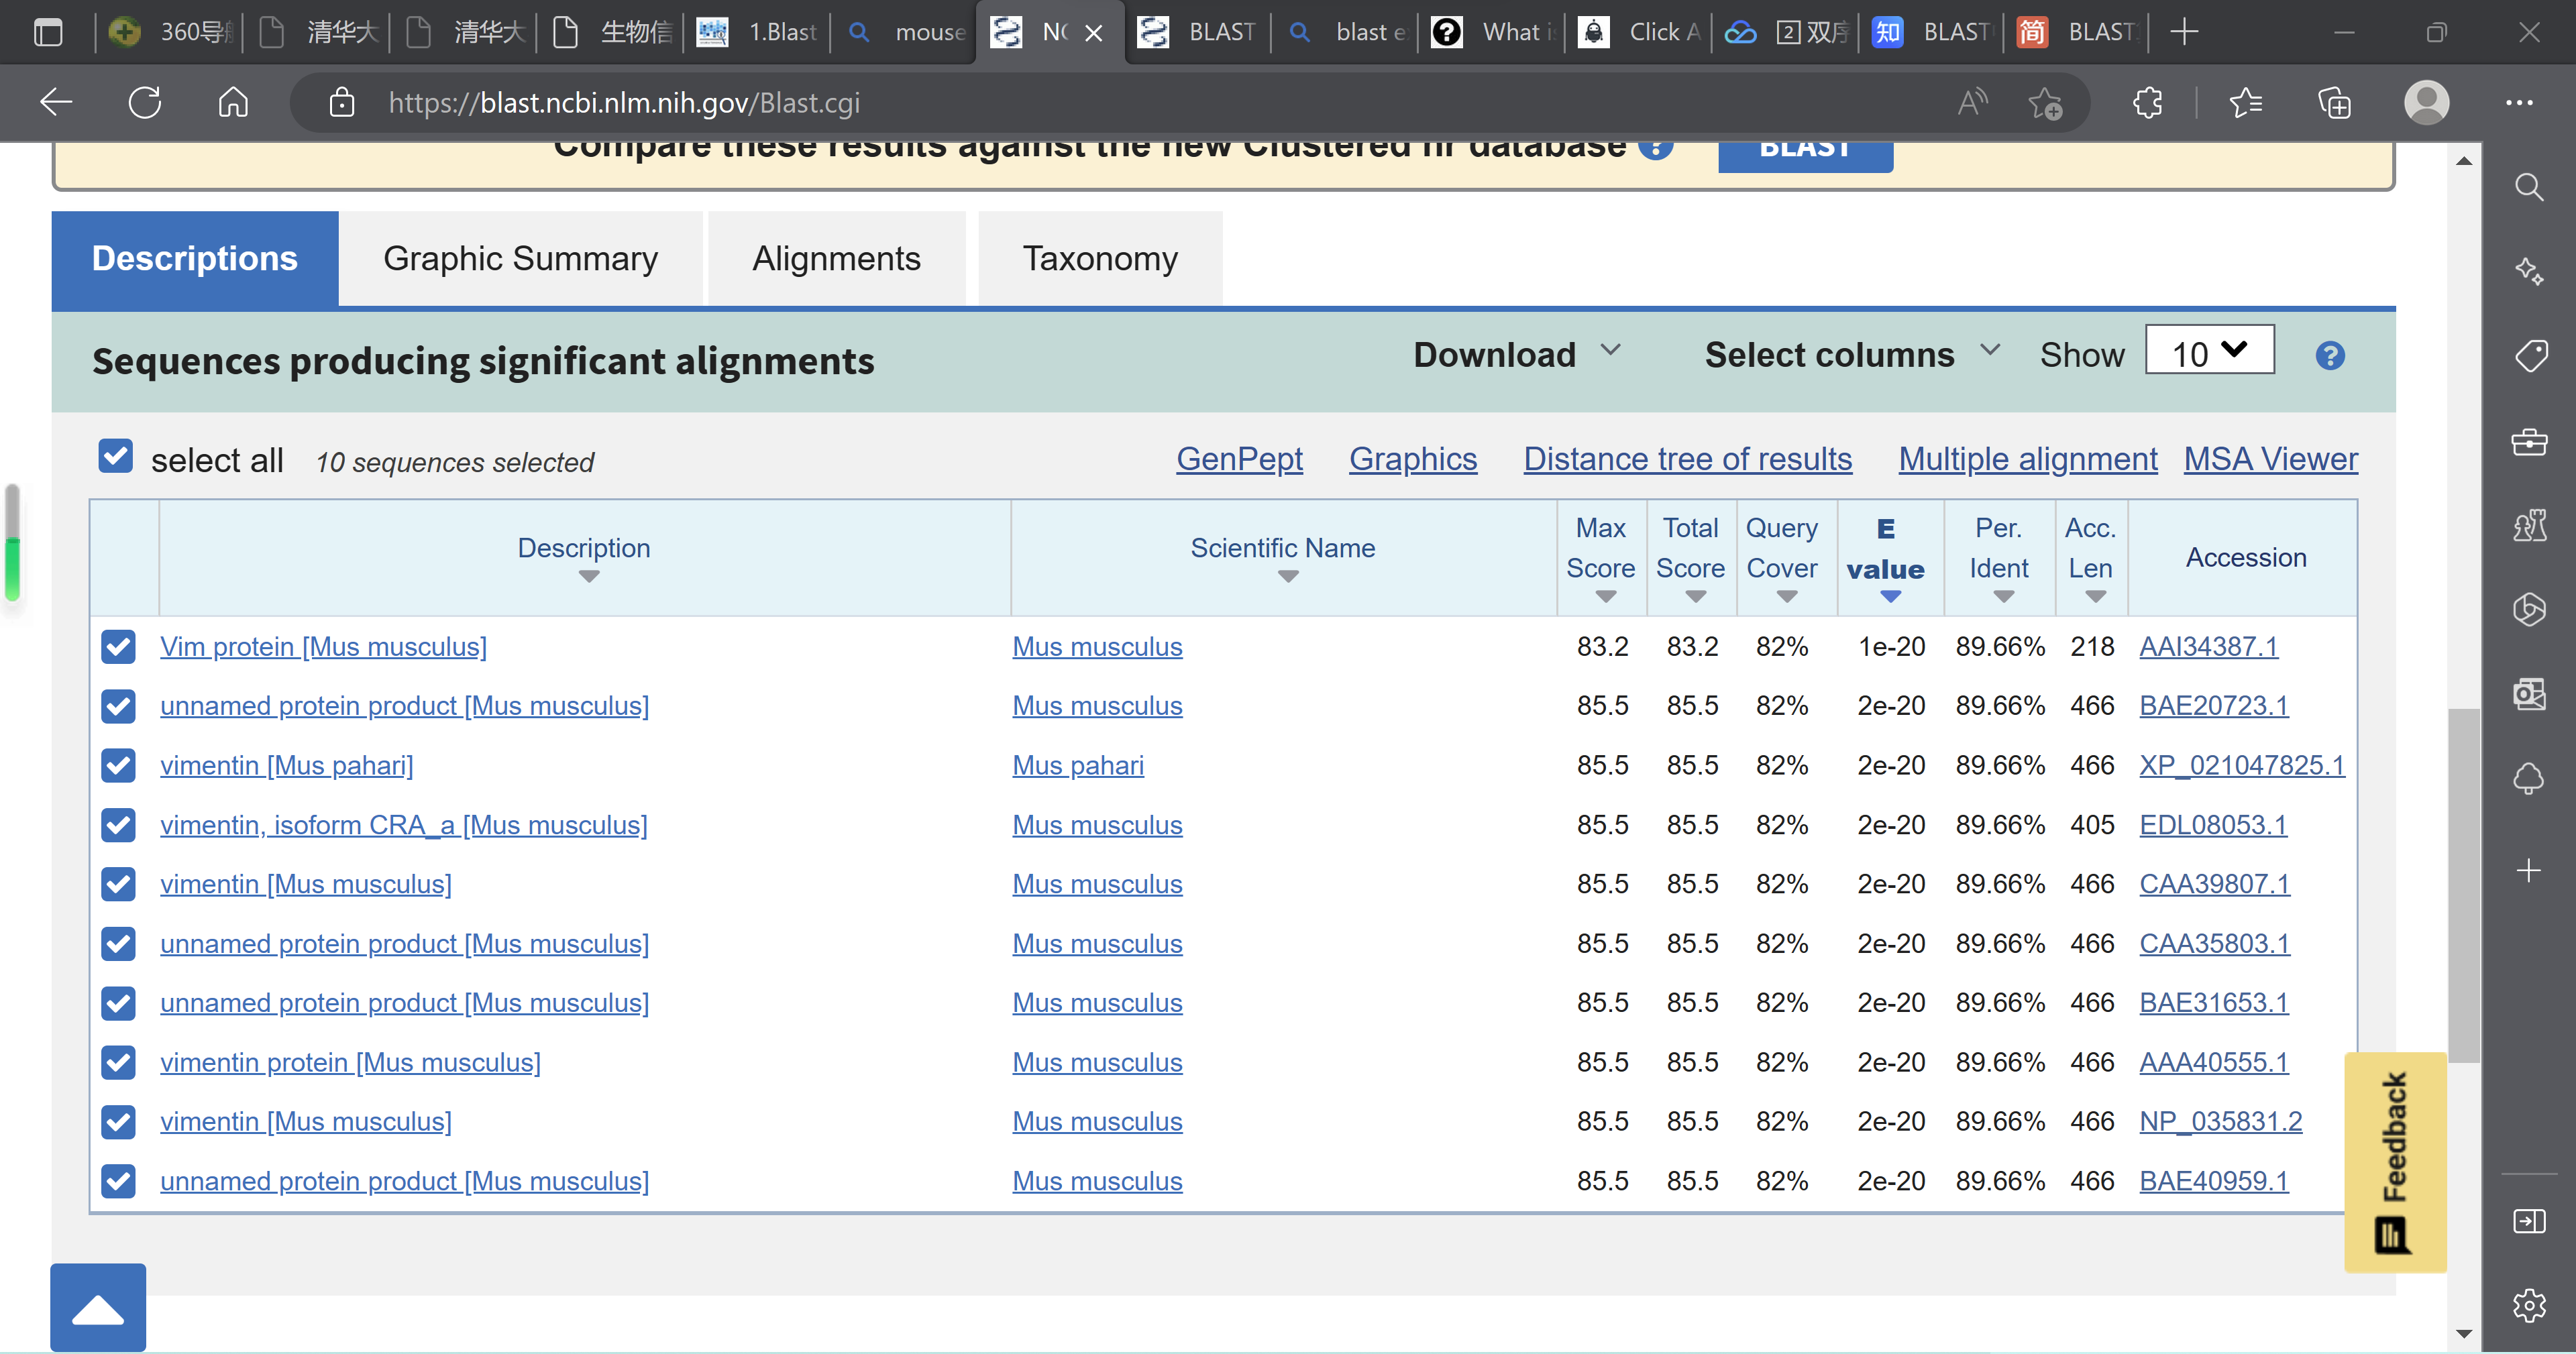 360导 清华大 清华大 生物信 1.Blast mouse NC BLAST blast e What i Click A 2 双序 知 BLAST 简 BLAST
https://blast.ncbi.nlm.nih.gov/Blast.cgi
Compare these results against the new Clustered nr database ? BLAST
Descriptions Graphic Summary Alignments Taxonomy
Sequences producing significant alignments Download Select columns Show 10 ?
select all 10 sequences selected GenPept Graphics Distance tree of results Multiple alignment MSA Viewer
Description Scientific Name Max Score Total Score Query Cover E value Per. Ident Acc. Len Accession
Vim protein [Mus musculus] Mus musculus 83.2 83.2 82% 1e-20 89.66% 218 AAI34387.1
unnamed protein product [Mus musculus] Mus musculus 85.5 85.5 82% 2e-20 89.66% 466 BAE20723.1
vimentin [Mus pahari] Mus pahari 85.5 85.5 82% 2e-20 89.66% 466 XP_021047825.1
vimentin, isoform CRA_a [Mus musculus] Mus musculus 85.5 85.5 82% 2e-20 89.66% 405 EDL08053.1
vimentin [Mus musculus] Mus musculus 85.5 85.5 82% 2e-20 89.66% 466 CAA39807.1
unnamed protein product [Mus musculus] Mus musculus 85.5 85.5 82% 2e-20 89.66% 466 CAA35803.1
unnamed protein product [Mus musculus] Mus musculus 85.5 85.5 82% 2e-20 89.66% 466 BAE31653.1
vimentin protein [Mus musculus] Mus musculus 85.5 85.5 82% 2e-20 89.66% 466 AAA40555.1
vimentin [Mus musculus] Mus musculus 85.5 85.5 82% 2e-20 89.66% 466 NP_035831.2
unnamed protein product [Mus musculus] Mus musculus 85.5 85.5 82% 2e-20 89.66% 466 BAE40959.1
Feedback